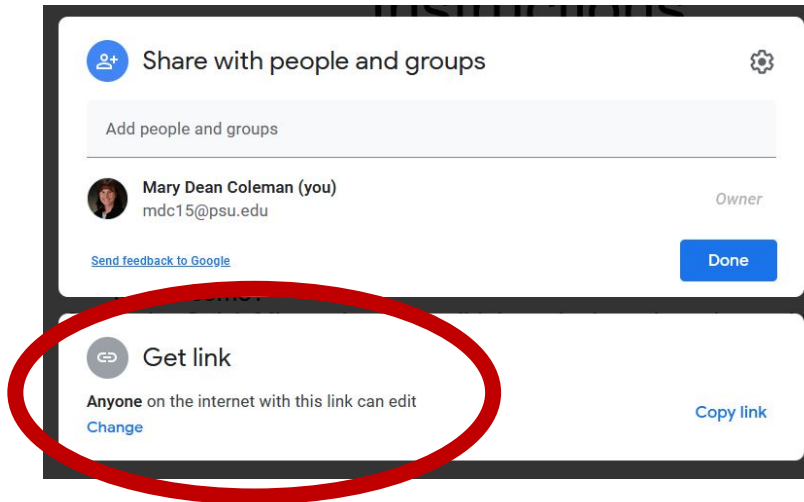 Instructions
Share with people and groups
Add people and groups
Mary Dean Coleman (you)
mdc15@psu.edu
Owner
Send feedback to Google
Done
Get link
Anyone on the internet with this link can edit
Change
Copy link